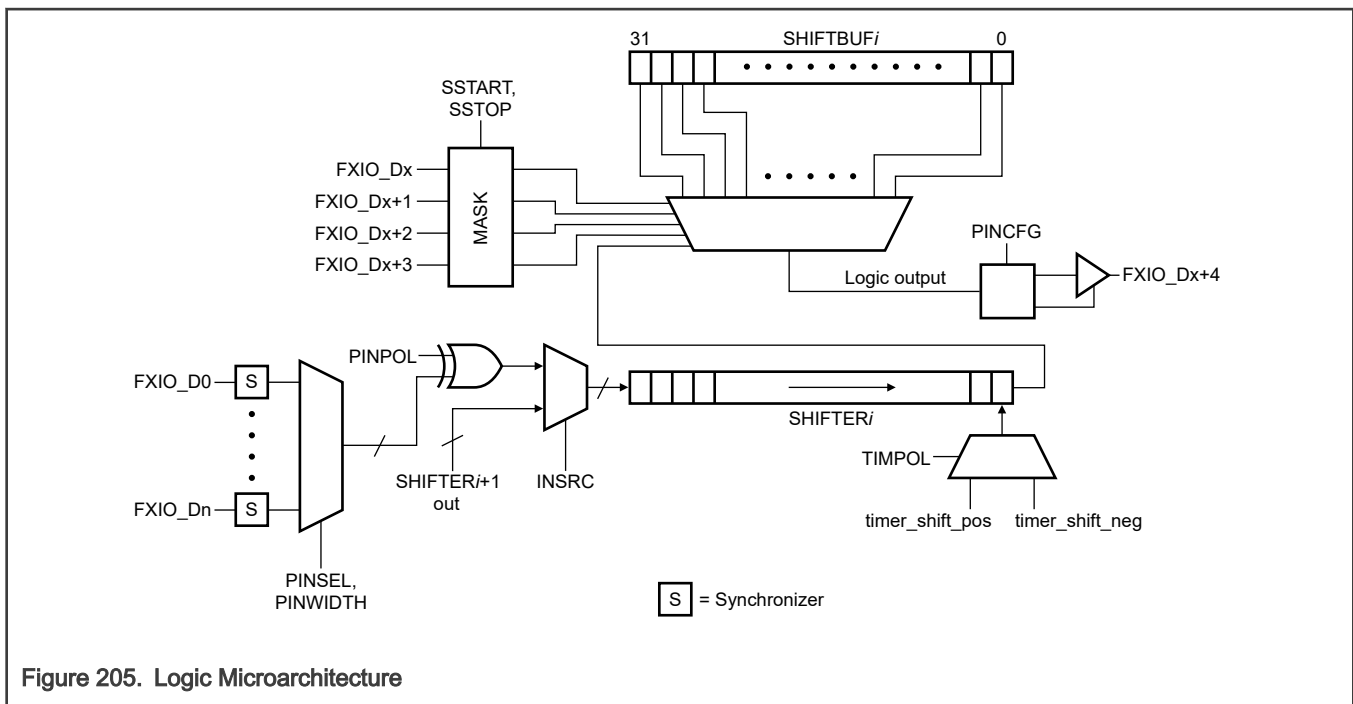 31 SHIFTBUFi 0
SSTART,
SSTOP
FXIO_Dx
FXIO_Dx+1
FXIO_Dx+2
FXIO_Dx+3
MASK
PINCFG
Logic output
FXIO_Dx+4
PINPOL
FXIO_D0 S
SHIFTERi
SHIFTERi+1
out
INSRC
TIMPOL
FXIO_Dn S
timer_shift_pos timer_shift_neg
PINSEL,
PINWIDTH
S = Synchronizer
Figure 205. Logic Microarchitecture